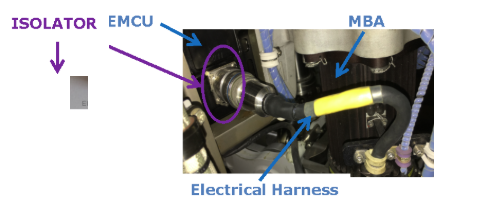 ISOLATOR
EMCU
MBA
Electrical Harness